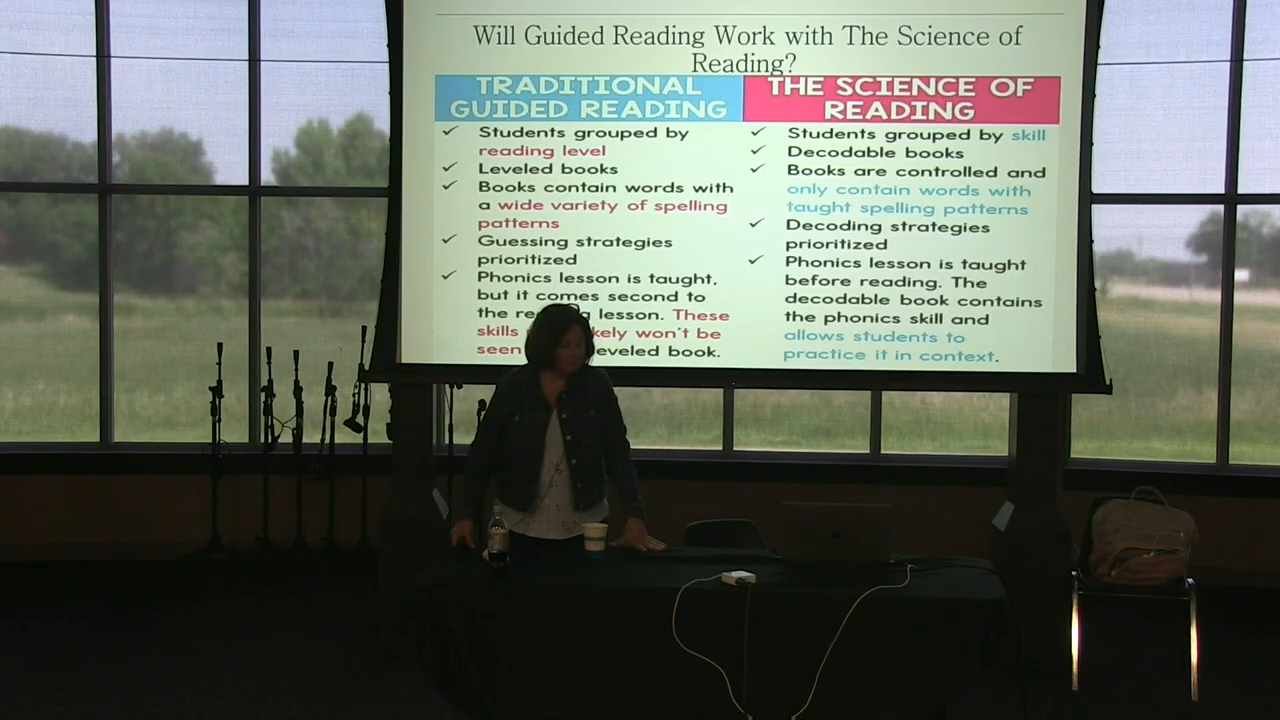 Will Guided Reading Work with The Science of
Reading?
TRADITIONAL
GUIDED READING
Students grouped by
reading level
Leveled books
Books contain words with
a wide variety of spelling
patterns
Guessing strategies
prioritized
Phonics lesson is taught,
but it comes second to
the lesson. These
skills won't be
seen leveled book.
THE SCIENCE OF
READING
Students grouped by skill
Decodable books
Books are controlled and
only contain words with
taught spelling patterns
Decoding strategies
prioritized
Phonics lesson is taught
before reading. The
decodable book contains
the phonics skill and
allows students to
practice it in context.